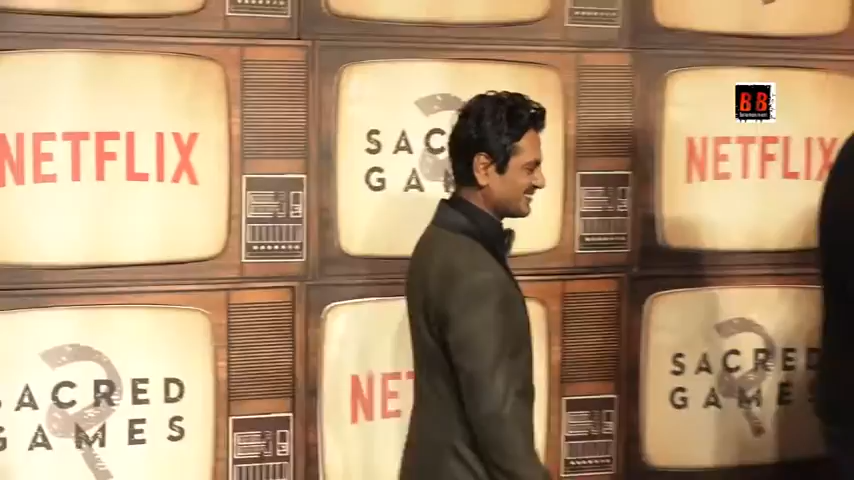 NETFLIX
SACRED
GAMES
NETFLIX
BB
SACRED
GAMES
NETFLIX
SACRED
GAMES